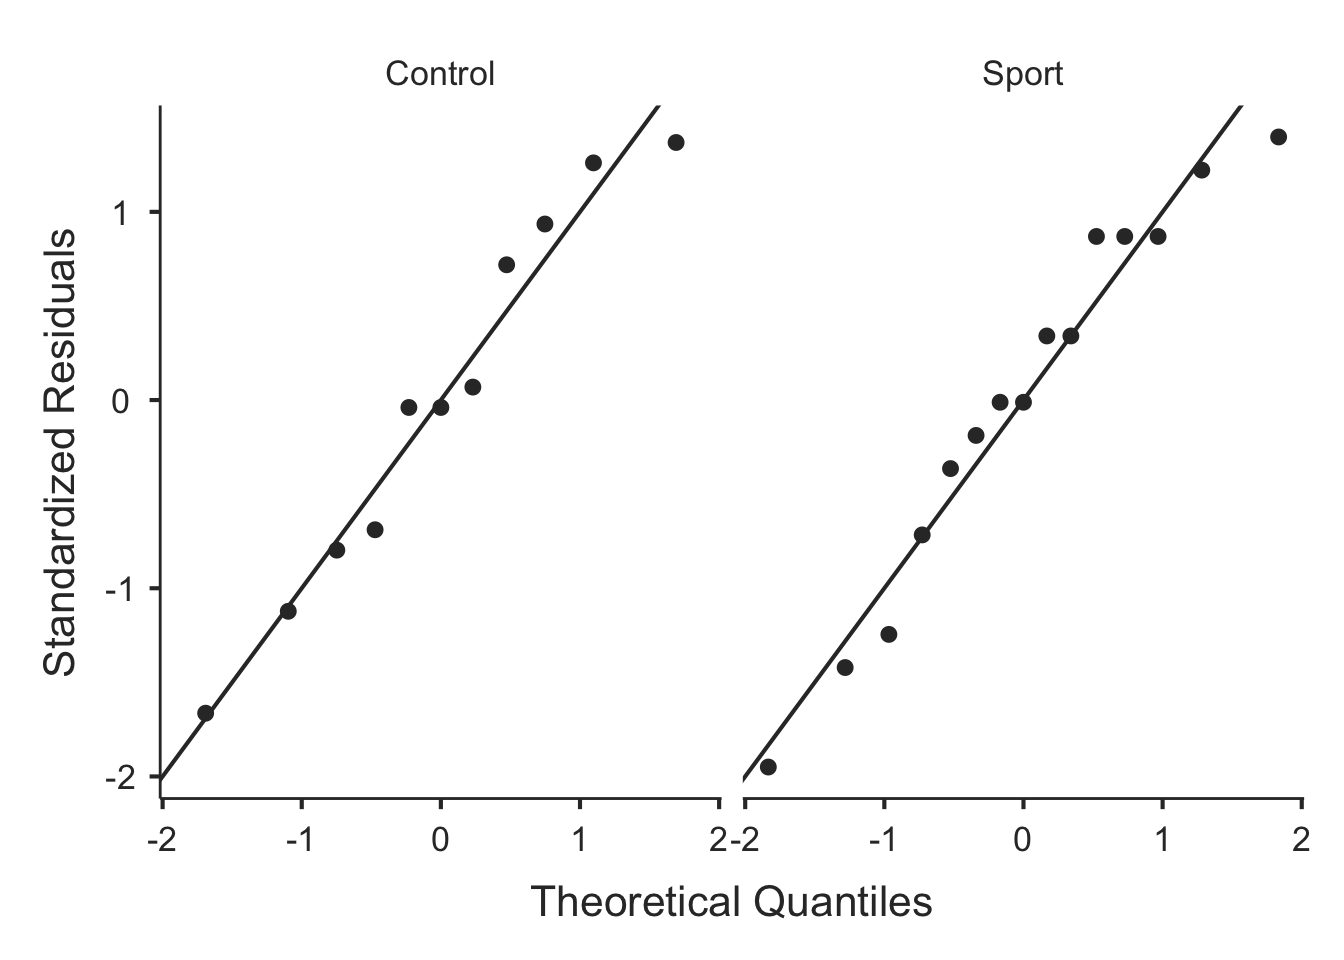 Control
Sport
Standardized Residuals
1
0
-1
-2
-2 -1 0 1 2
-2 -1 0 1 2
Theoretical Quantiles